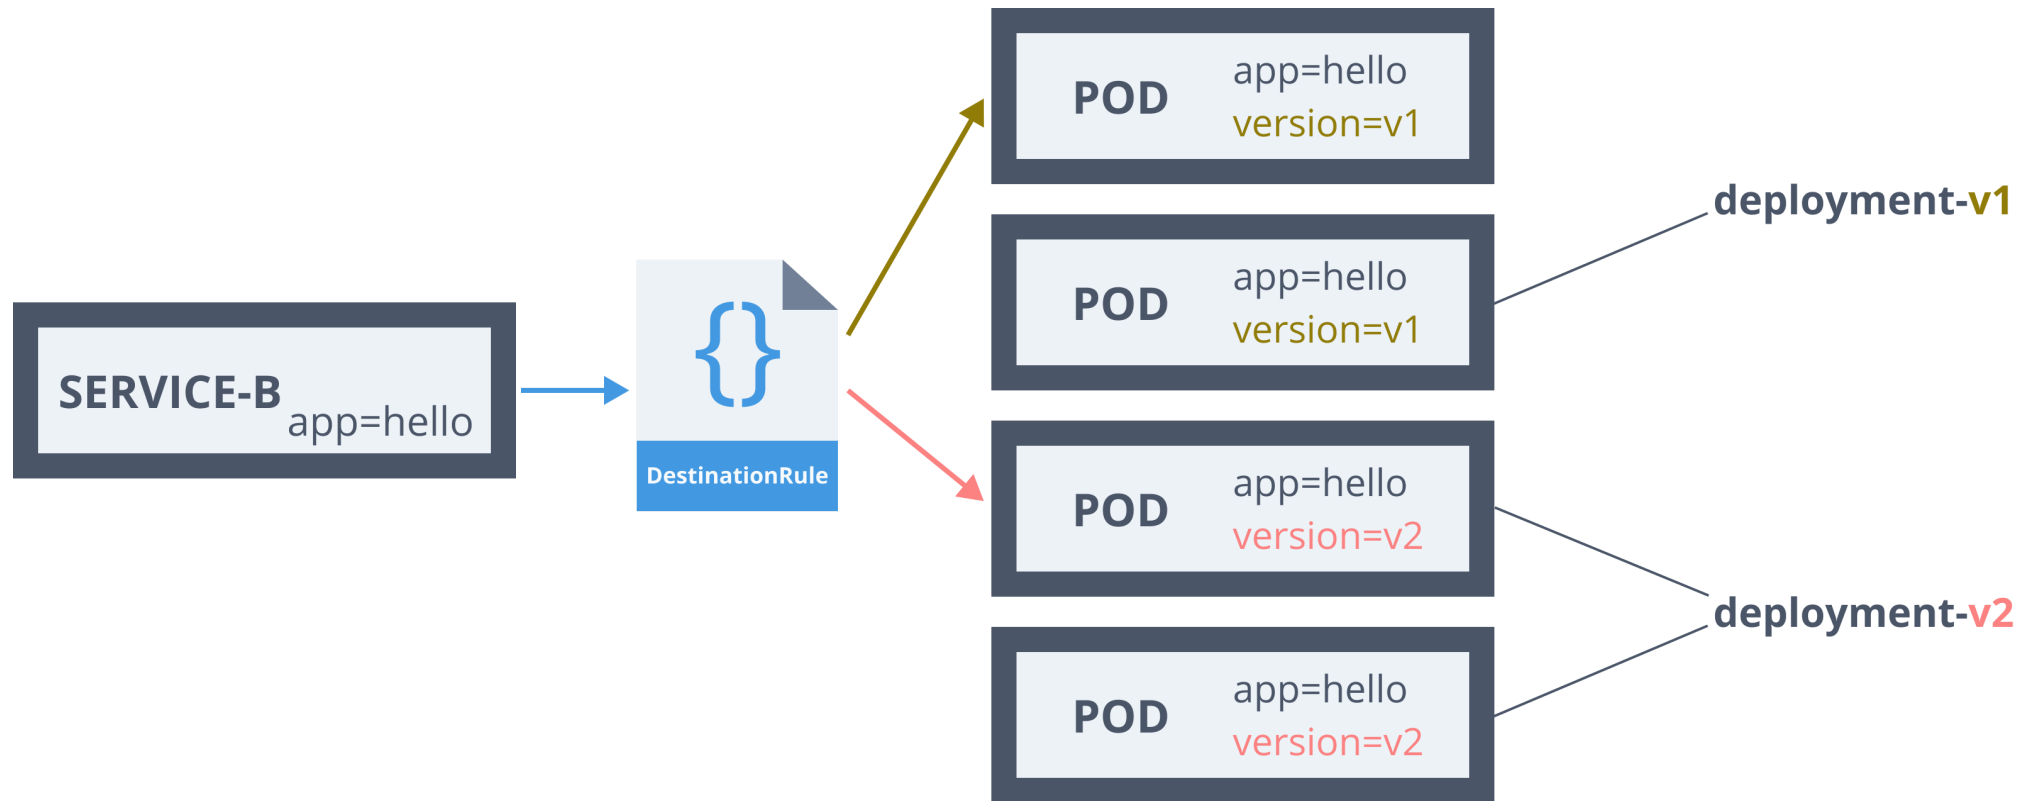 SERVICE-B
app=hello
{}
DestinationRule
POD
app=hello
version=v1
POD
app=hello
version=v1
POD
app=hello
version=v2
POD
app=hello
version=v2
deployment-v1
deployment-v2